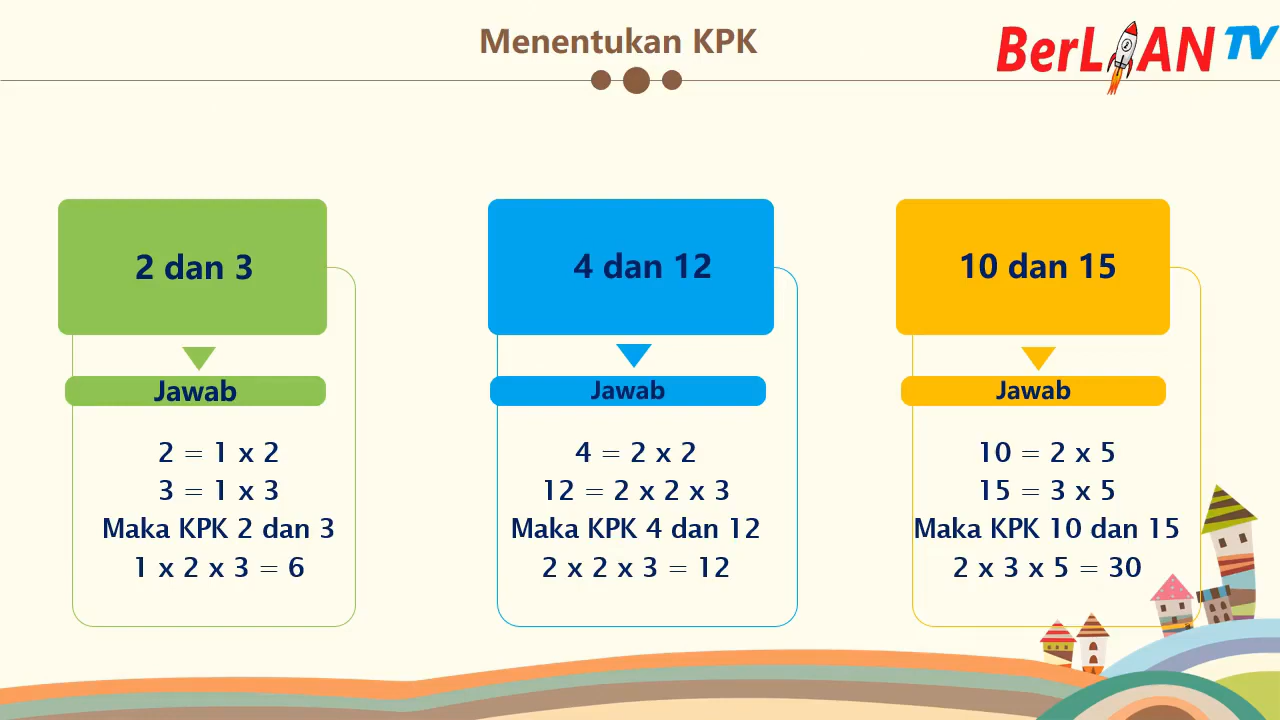 Menentukan KPK
BerLIAN TV
2 dan 3
Jawab
2 = 1 x 2
3 = 1 x 3
Maka KPK 2 dan 3
1 x 2 x 3 = 6
4 dan 12
Jawab
4 = 2 x 2
12 = 2 x 2 x 3
Maka KPK 4 dan 12
2 x 2 x 3 = 12
10 dan 15
Jawab
10 = 2 x 5
15 = 3 x 5
Maka KPK 10 dan 15
2 x 3 x 5 = 30